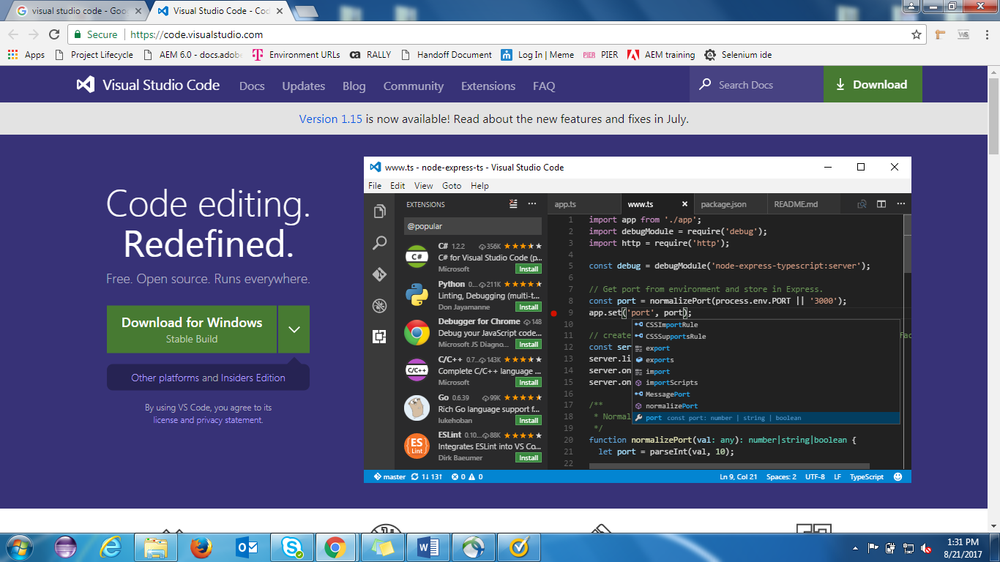 visual studio code - Goo
Visual Studio Code - Cod
Secure
https://code.visualstudio.com
Apps
Project Lifecycle
AEM 6.0 - docs.adob
Environment URLs
ca
RALLY
Handoff Document
Log In | Meme
PIER
PIER
AEM training
Selenium ide
Visual Studio Code
Docs
Updates
Blog
Community
Extensions
FAQ
Search Docs
Download
Version 1.15 is now available! Read about the new features and fixes in July.
Code editing.
Redefined.
Free. Open source. Runs everywhere.
Download for Windows
Stable Build
Other platforms and Insiders Edition
By using VS Code, you agree to its
license and privacy statement.
www.ts - node-express-ts - Visual Studio Code
File Edit View Goto Help
EXTENSIONS
@popular
C# 1.2.2 356K
C# for Visual Studio Code (p...
Microsoft Install
Python 0.... 211K
Linting, Debugging (multi-t...
Don Jayamanne Install
Debugger for Chrome 148
Debug your JavaScript code...
Microsoft JS Diagno... Install
C/C++ 0.7... 143K
Complete C/C++ language ...
Microsoft Install
Go 0.6.39 99K
Rich Go language support f...
lukehoban Install
ESLint 0.10... 88K
Integrates ESLint into VS Co...
Dirk Baeumer Install
app.ts
www.ts
package.json
README.md
1 import app from './app';
2 import debugModule = require('debug');
3 import http = require('http');
4
5 const debug = debugModule('node-express-typescript:server');
6
7 // Get port from environment and store in Express.
8 const port = normalizePort(process.env.PORT || '3000');
9 app.set('port', port);
10
11 // create
12 const ser
13 server.li
14 server.on
15 server.on
16
17 /**
18 * Normal
19 */
20 function normalizePort(val: any): number|string|boolean {
21 let port = parseInt(val, 10);
22
CSSImportRule
CSSSupportsRule
export
exports
import
importScripts
MessagePort
normalizePort
port const port: number | string | boolean
master
13
0
0
Ln 9, Col 21
Spaces: 2
UTF-8
LF
TypeScript
1:31 PM
8/21/2017